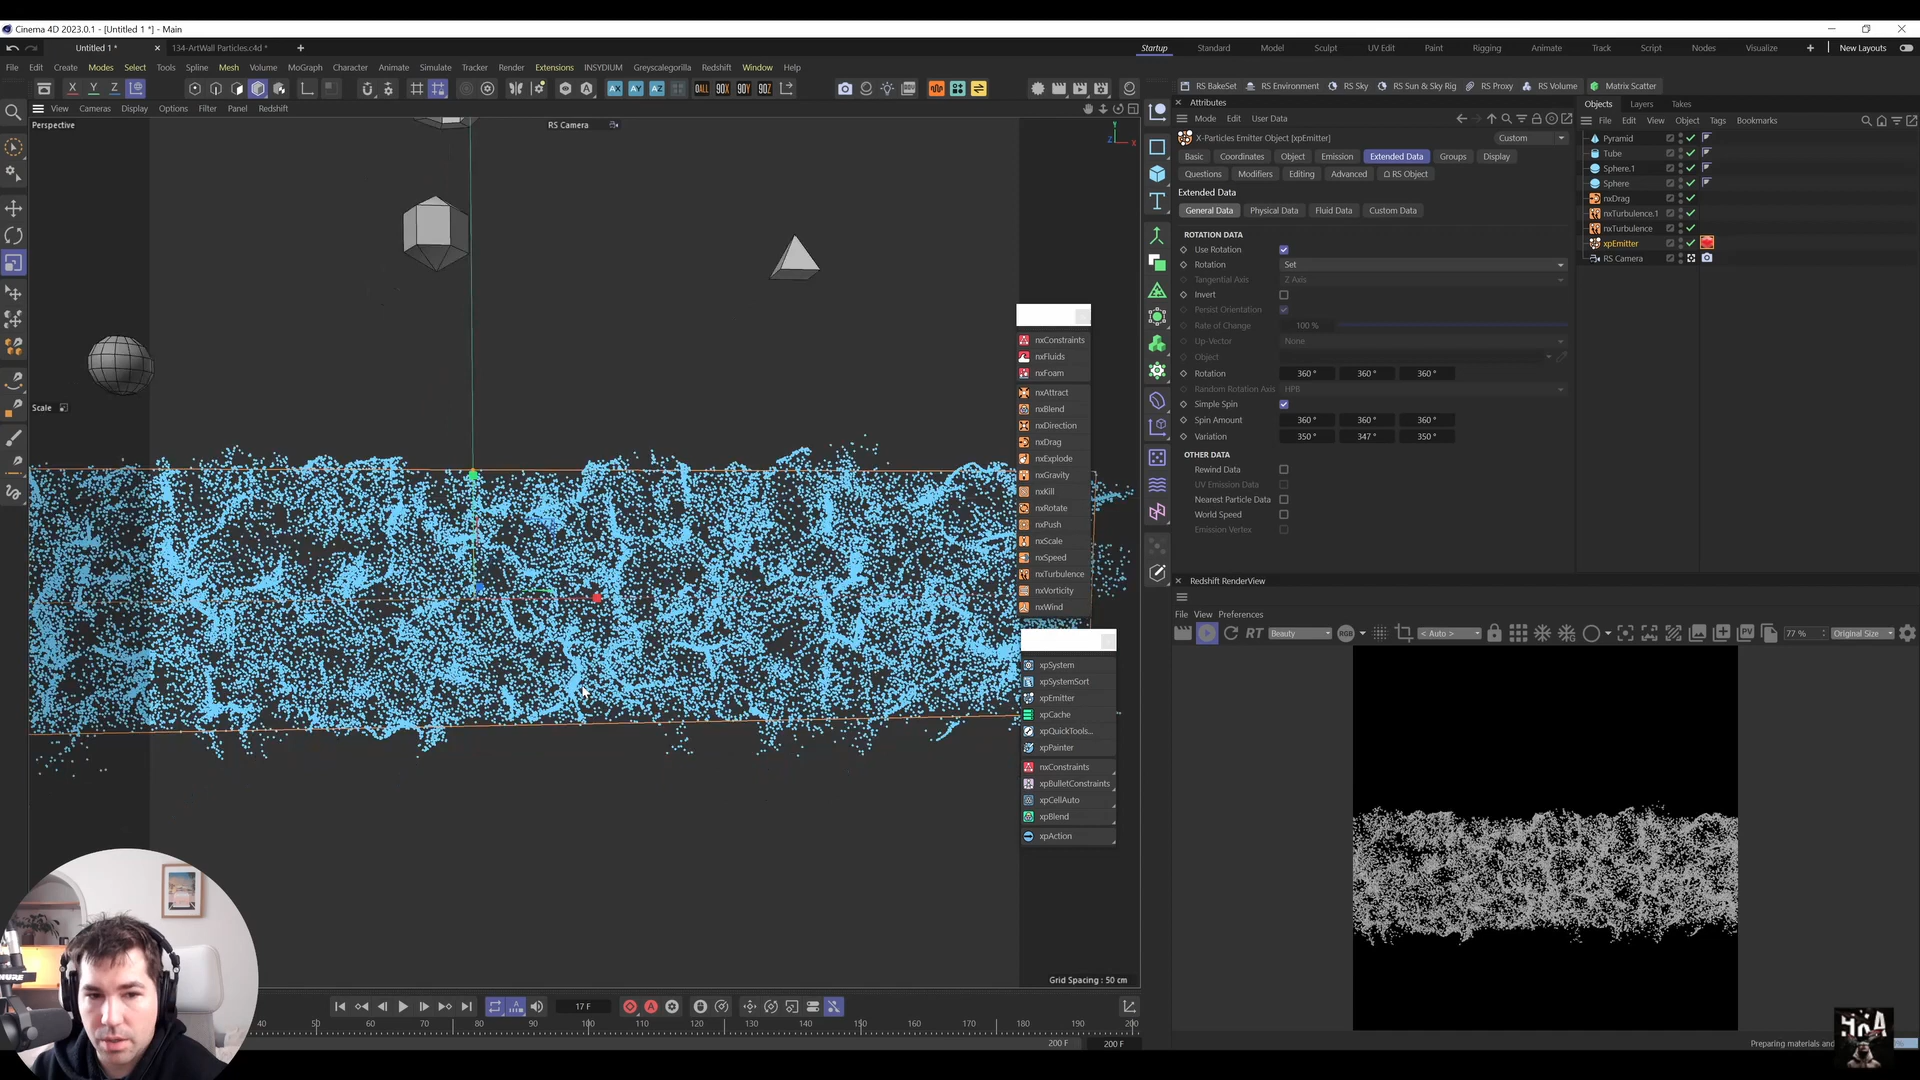 Cinema 4D 2023.0.1 - [Untitled 1 *] - Main
Untitled 1 *
134-ArtWall Particles.c4d *
Startup Standard Model Sculpt UV Edit Paint Rigging Animate Track Script Nodes Visualize New Layouts
File Edit Create Modes Select Tools Spline Mesh Volume MoGraph Character Animate Simulate Tracker Render Extensions INSYDIUM Greyscalegorilla Redshift Window Help
X Y Z
AX AY AZ 0ALL 90X 90Y 90Z
RS BakeSet RS Environment RS Sky RS Sun & Sky Rig RS Proxy RS Volume Matrix Scatter
View Cameras Display Options Filter Panel Redshift
Perspective
RS Camera
Scale
Grid Spacing : 50 cm
nxConstraints
nxFluids
nxFoam
nxAttract
nxBlend
nxDirection
nxDrag
nxExplode
nxGravity
nxKill
nxRotate
nxPush
nxScale
nxSpeed
nxTurbulence
nxVorticity
nxWind
xpSystem
xpSystemSort
xpEmitter
xpCache
xpQuickTools...
xpPainter
nxConstraints
xpBulletConstraints
xpCellAuto
xpBlend
xpAction
Attributes
Mode Edit User Data
X-Particles Emitter Object [xpEmitter]
Custom
Basic Coordinates Object Emission Extended Data Groups Display
Questions Modifiers Editing Advanced RS Object
Extended Data
General Data Physical Data Fluid Data Custom Data
ROTATION DATA
Use Rotation
Rotation Set
Tangential Axis Z Axis
Invert
Persist Orientation
Rate of Change 100 %
Up-Vector None
Object
Rotation 360 ° 360 ° 360 °
Random Rotation Axis HPB
Simple Spin
Spin Amount 360 ° 360 ° 360 °
Variation 350 ° 347 ° 350 °
OTHER DATA
Rewind Data
UV Emission Data
Nearest Particle Data
World Speed
Emission Vertex
Objects Layers Takes
File Edit View Object Tags Bookmarks
Pyramid
Tube
Sphere.1
Sphere
nxDrag
nxTurbulence.1
nxTurbulence
xpEmitter
RS Camera
Redshift RenderView
File View Preferences
RT Beauty RGB < Auto > 77 % Original Size
Preparing materials and
17 F
40 50 60 70 80 90 100 110 120 130 140 150 160 170 180 190 200
200 F 200 F